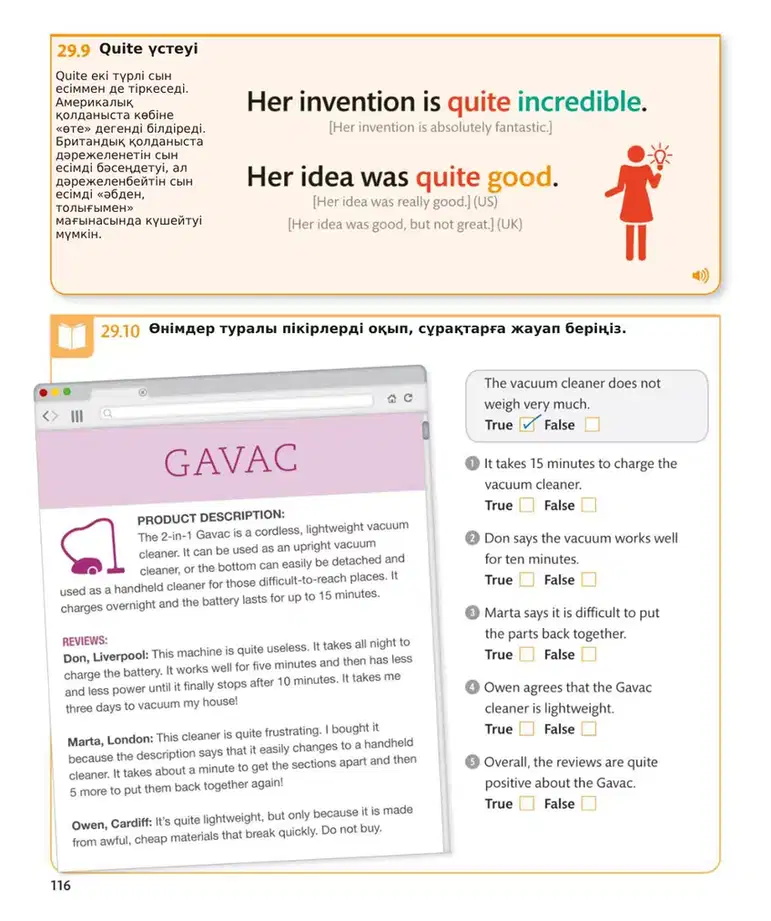 29.9 Quite үстеуі
Quite екі түрлі сын
есіммен де тіркеседі.
Америкалық
қолданыста көбіне
«өте» дегенді білдіреді.
Британдық қолданыста
дәрежеленетін сын
есімді бәсеңдетуі, ал
дәрежеленбейтін сын
есімді «әбден,
толығымен»
мағынасында күшейтуі
мүмкін.
Her invention is quite incredible.
[Her invention is absolutely fantastic.]
Her idea was quite good.
[Her idea was really good.] (US)
[Her idea was good, but not great.] (UK)
29.10 Өнімдер туралы пікірлерді оқып, сұрақтарға жауап беріңіз.
GAVAC
PRODUCT DESCRIPTION:
The 2-in-1 Gavac is a cordless, lightweight vacuum
cleaner. It can be used as an upright vacuum
cleaner, or the bottom can easily be detached and
used as a handheld cleaner for those difficult-to-reach places. It
charges overnight and the battery lasts for up to 15 minutes.
REVIEWS:
Don, Liverpool: This machine is quite useless. It takes all night to
charge the battery. It works well for five minutes and then has less
and less power until it finally stops after 10 minutes. It takes me
three days to vacuum my house!
Marta, London: This cleaner is quite frustrating. I bought it
because the description says that it easily changes to a handheld
cleaner. It takes about a minute to get the sections apart and then
5 more to put them back together again!
Owen, Cardiff: It's quite lightweight, but only because it is made
from awful, cheap materials that break quickly. Do not buy.
The vacuum cleaner does not
weigh very much.
True False
1 It takes 15 minutes to charge the
vacuum cleaner.
True False
2 Don says the vacuum works well
for ten minutes.
True False
3 Marta says it is difficult to put
the parts back together.
True False
4 Owen agrees that the Gavac
cleaner is lightweight.
True False
5 Overall, the reviews are quite
positive about the Gavac.
True False
116